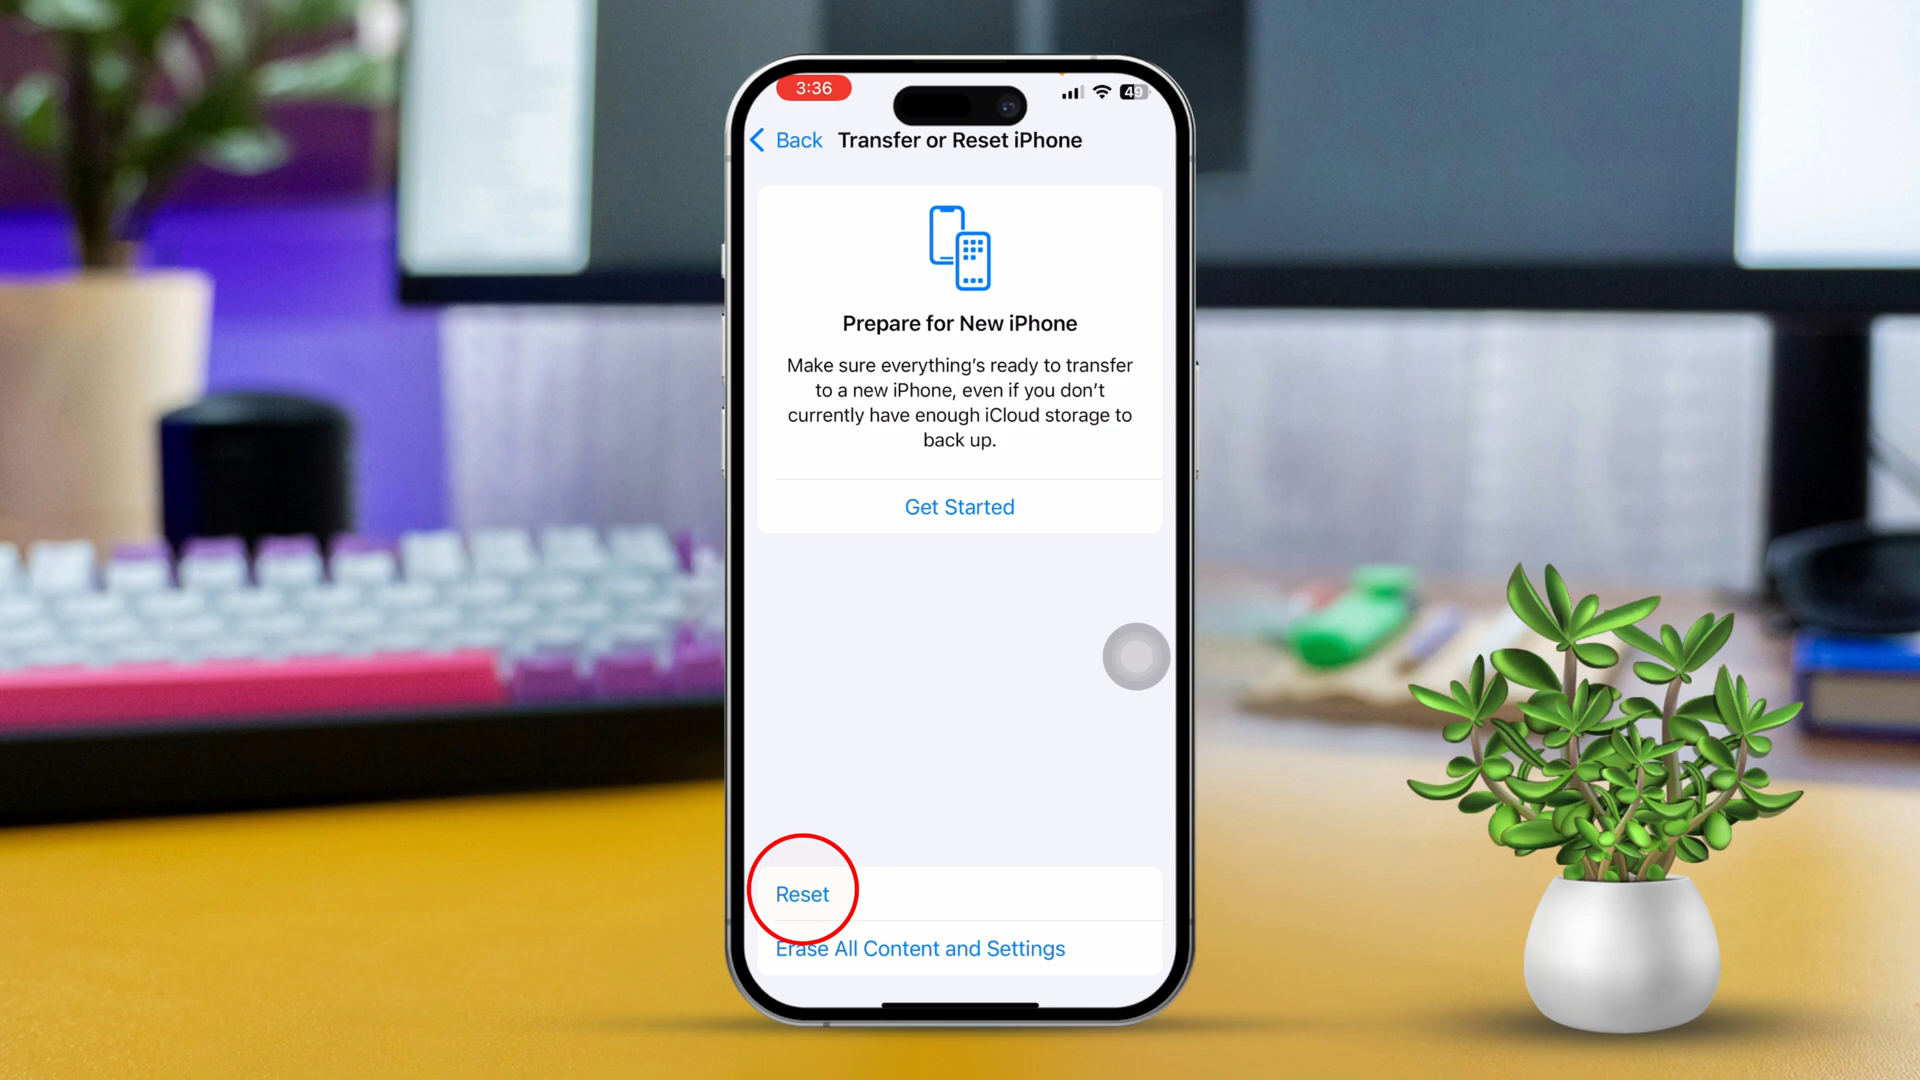 3:36
49
Back
Transfer or Reset iPhone
Prepare for New iPhone
Make sure everything’s ready to transfer
to a new iPhone, even if you don’t
currently have enough iCloud storage to
back up.
Get Started
Reset
Erase All Content and Settings